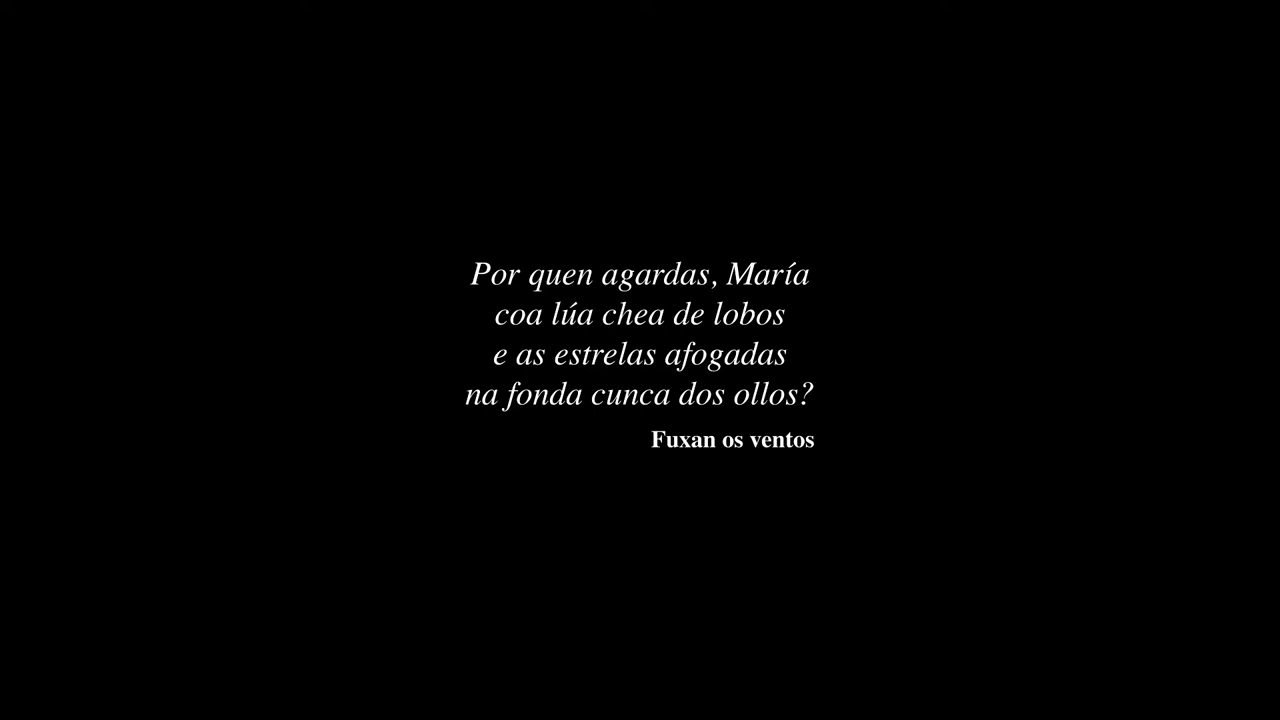 Por quen agardas, María
coa lúa chea de lobos
e as estrelas afogadas
na fonda cunca dos ollos?
Fuxan os ventos